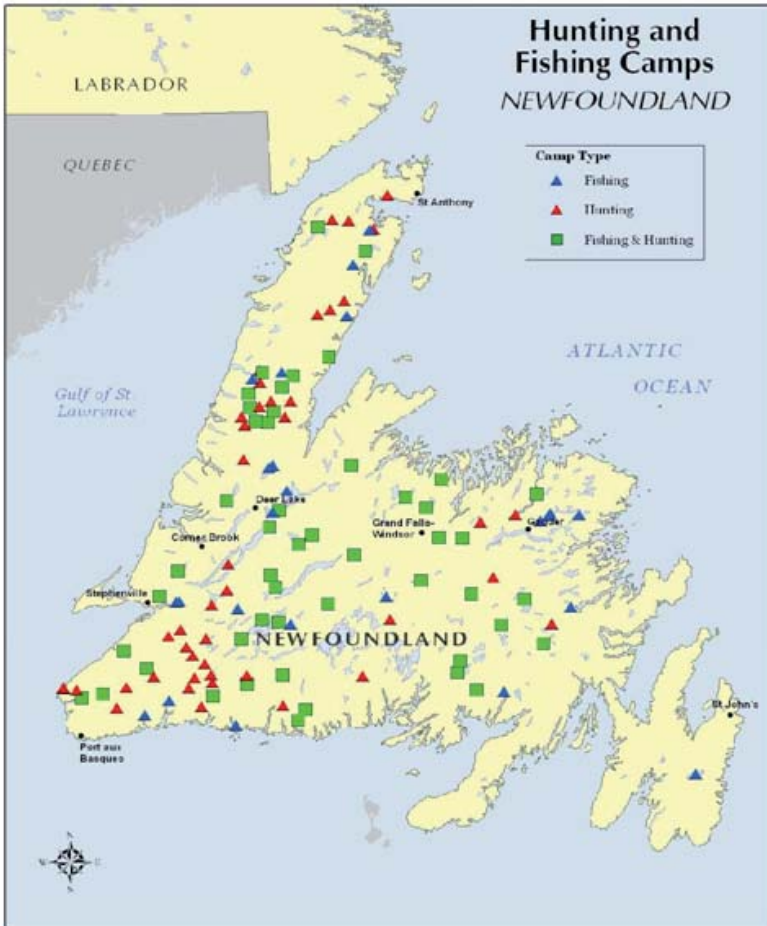 Hunting and
Fishing Camps
NEWFOUNDLAND
LABRADOR
QUEBEC
Camp Type
Fishing
Hunting
Fishing & Hunting
St Anthony
ATLANTIC
OCEAN
Gulf of St
Lawrence
Deer Lake
Grand Falls-
Windsor
Gander
Corner Brook
Stephenville
NEWFOUNDLAND
St John's
Port aux
Basques
N
W
E
S